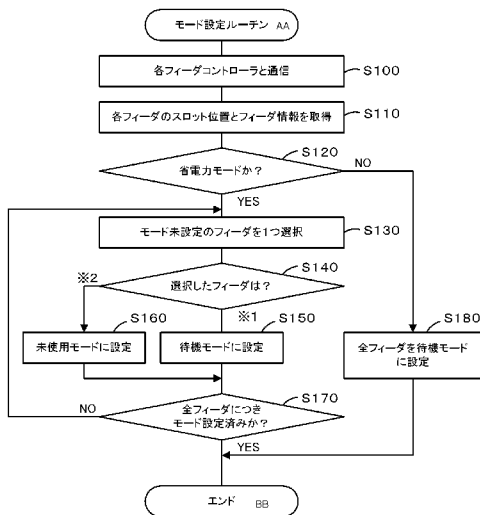 モード設定ルーチン AA
各フィーダコントローラと通信
S100
各フィーダのスロット位置とフィーダ情報を取得
S110
省電力モードか？
S120
NO
YES
モード未設定のフィーダを1つ選択
S130
選択したフィーダは？
S140
※2
※1
未使用モードに設定
S160
待機モードに設定
S150
全フィーダを待機モード
に設定
S180
全フィーダにつき
モード設定済みか？
S170
NO
YES
エンド BB